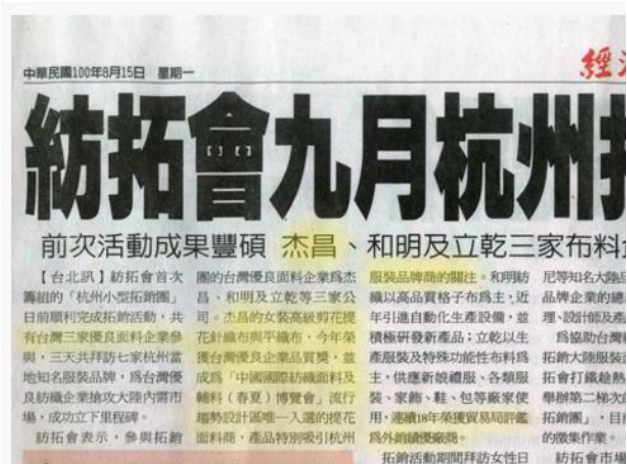 中華民國100年8月15日 星期一
經濟
紡拓會九月杭州
前次活動成果豐碩 杰昌、和明及立乾三家布料
【台北訊】紡拓會首次
籌組的「杭州小型拓銷團」
日前順利完成拓銷活動,共
有台灣三家優良面料企業參
與,三天共拜訪七家杭州當
地知名服裝品牌,為台灣優
良紡織企業搶攻大陸內需市
場,成功立下里程碑。
紡拓會表示,參與拓銷
團的台灣優良面料企業為杰
昌、和明及立乾等三家公
司。杰昌的女裝高級剪花提
花針織布與平織布,今年榮
獲台灣優良企業品質獎,並
成為「中國國際紡織面料及
輔料(春夏)博覽會」流行
趨勢設計區唯一入選的提花
面料商,產品特別吸引杭州
服裝品牌商的關注。和明紡
織以高品質格子布為主,近
年引進自動化生產設備,並
積極研發新產品;立乾以生
產服裝及特殊功能性布料為
主,供應新娘禮服、各類服
裝、家飾、鞋、包等廠家使
用,連續18年榮獲貿易局評鑑
為外銷績優廠商。
拓銷活動期間拜訪女性日
尼等知名大陸品
品牌企業的總
理、設計師及產
為協助台灣
拓銷大陸服裝
拓會打鐵趁熱
舉辦第二梯次的
拓銷團」,目前
的徵集作業。
紡拓會市場